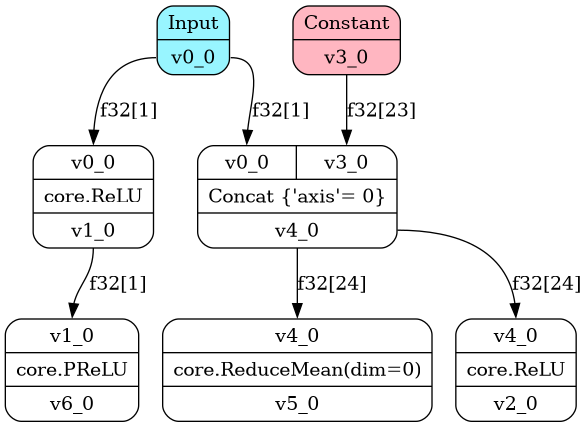 Input
v0_0
Constant
v3_0
f32[1]
f32[1]
f32[23]
v0_0
core.ReLU
v1_0
v0_0
v3_0
Concat {'axis'= 0}
v4_0
f32[1]
f32[24]
f32[24]
v1_0
core.PReLU
v6_0
v4_0
core.ReduceMean(dim=0)
v5_0
v4_0
core.ReLU
v2_0